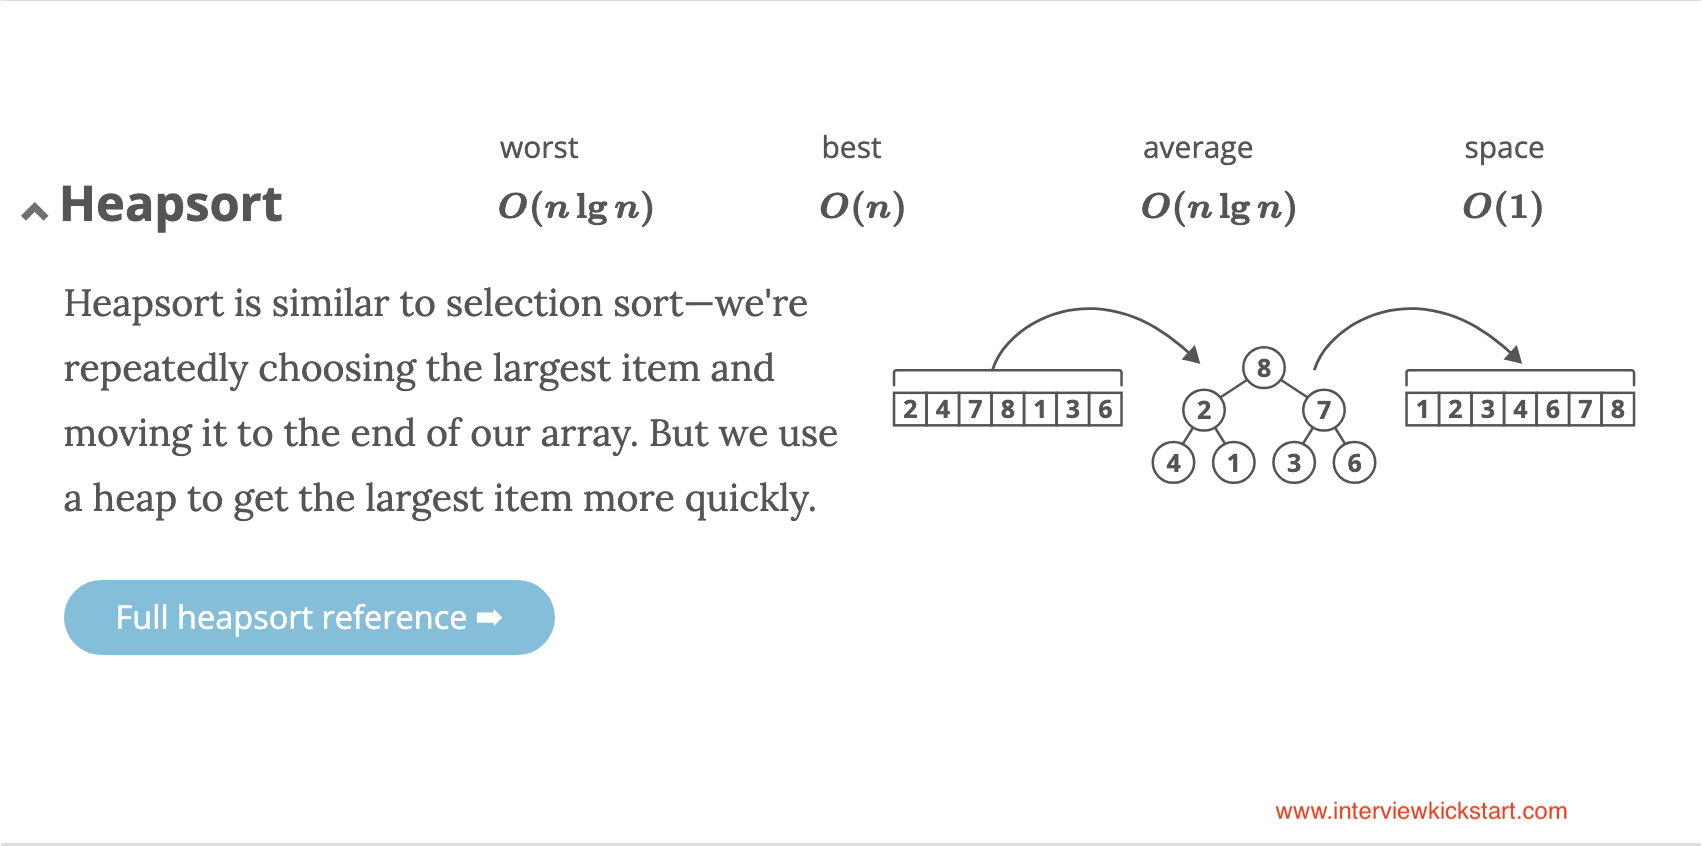 worst best average space
Heapsort O(n lg n) O(n) O(n lg n) O(1)
Heapsort is similar to selection sort—we're
repeatedly choosing the largest item and
moving it to the end of our array. But we use
a heap to get the largest item more quickly.
8
2 4 7 8 1 3 6
2 7
1 2 3 4 6 7 8
4 1 3 6
Full heapsort reference ➡
www.interviewkickstart.com